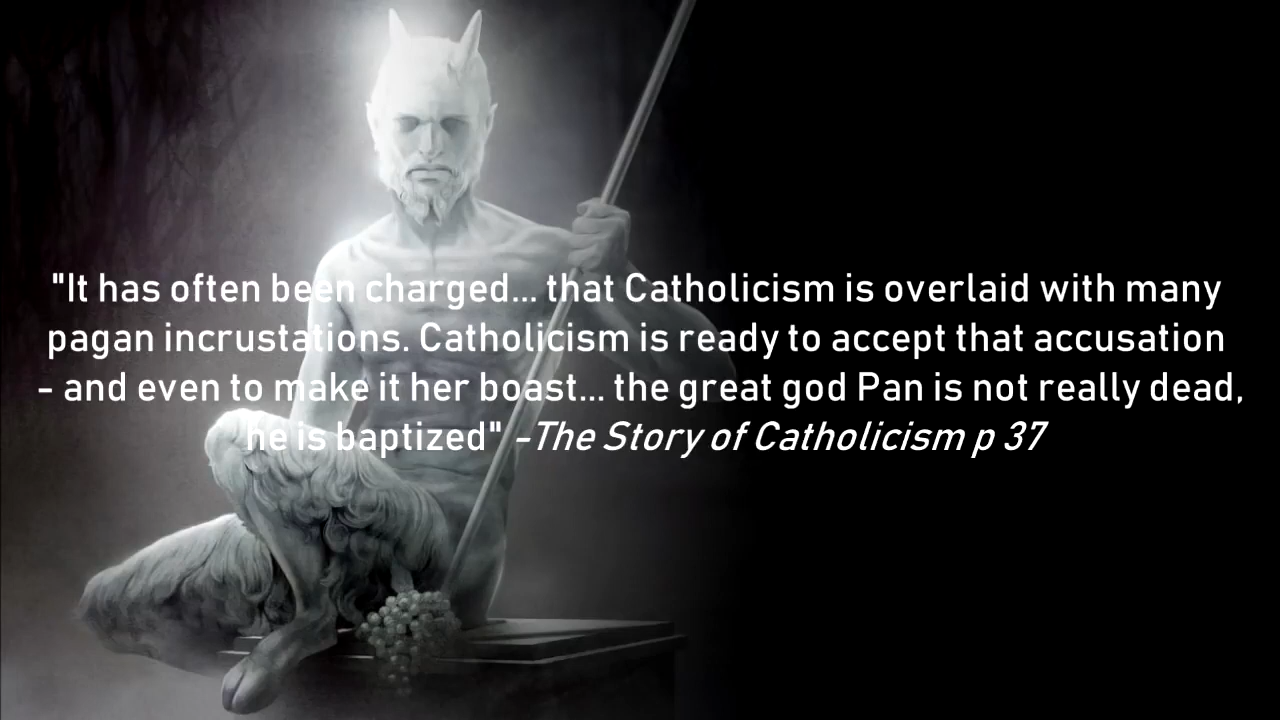 "It has often been charged... that Catholicism is overlaid with many
pagan incrustations. Catholicism is ready to accept that accusation
- and even to make it her boast... the great god Pan is not really dead,
he is baptized" -The Story of Catholicism p 37